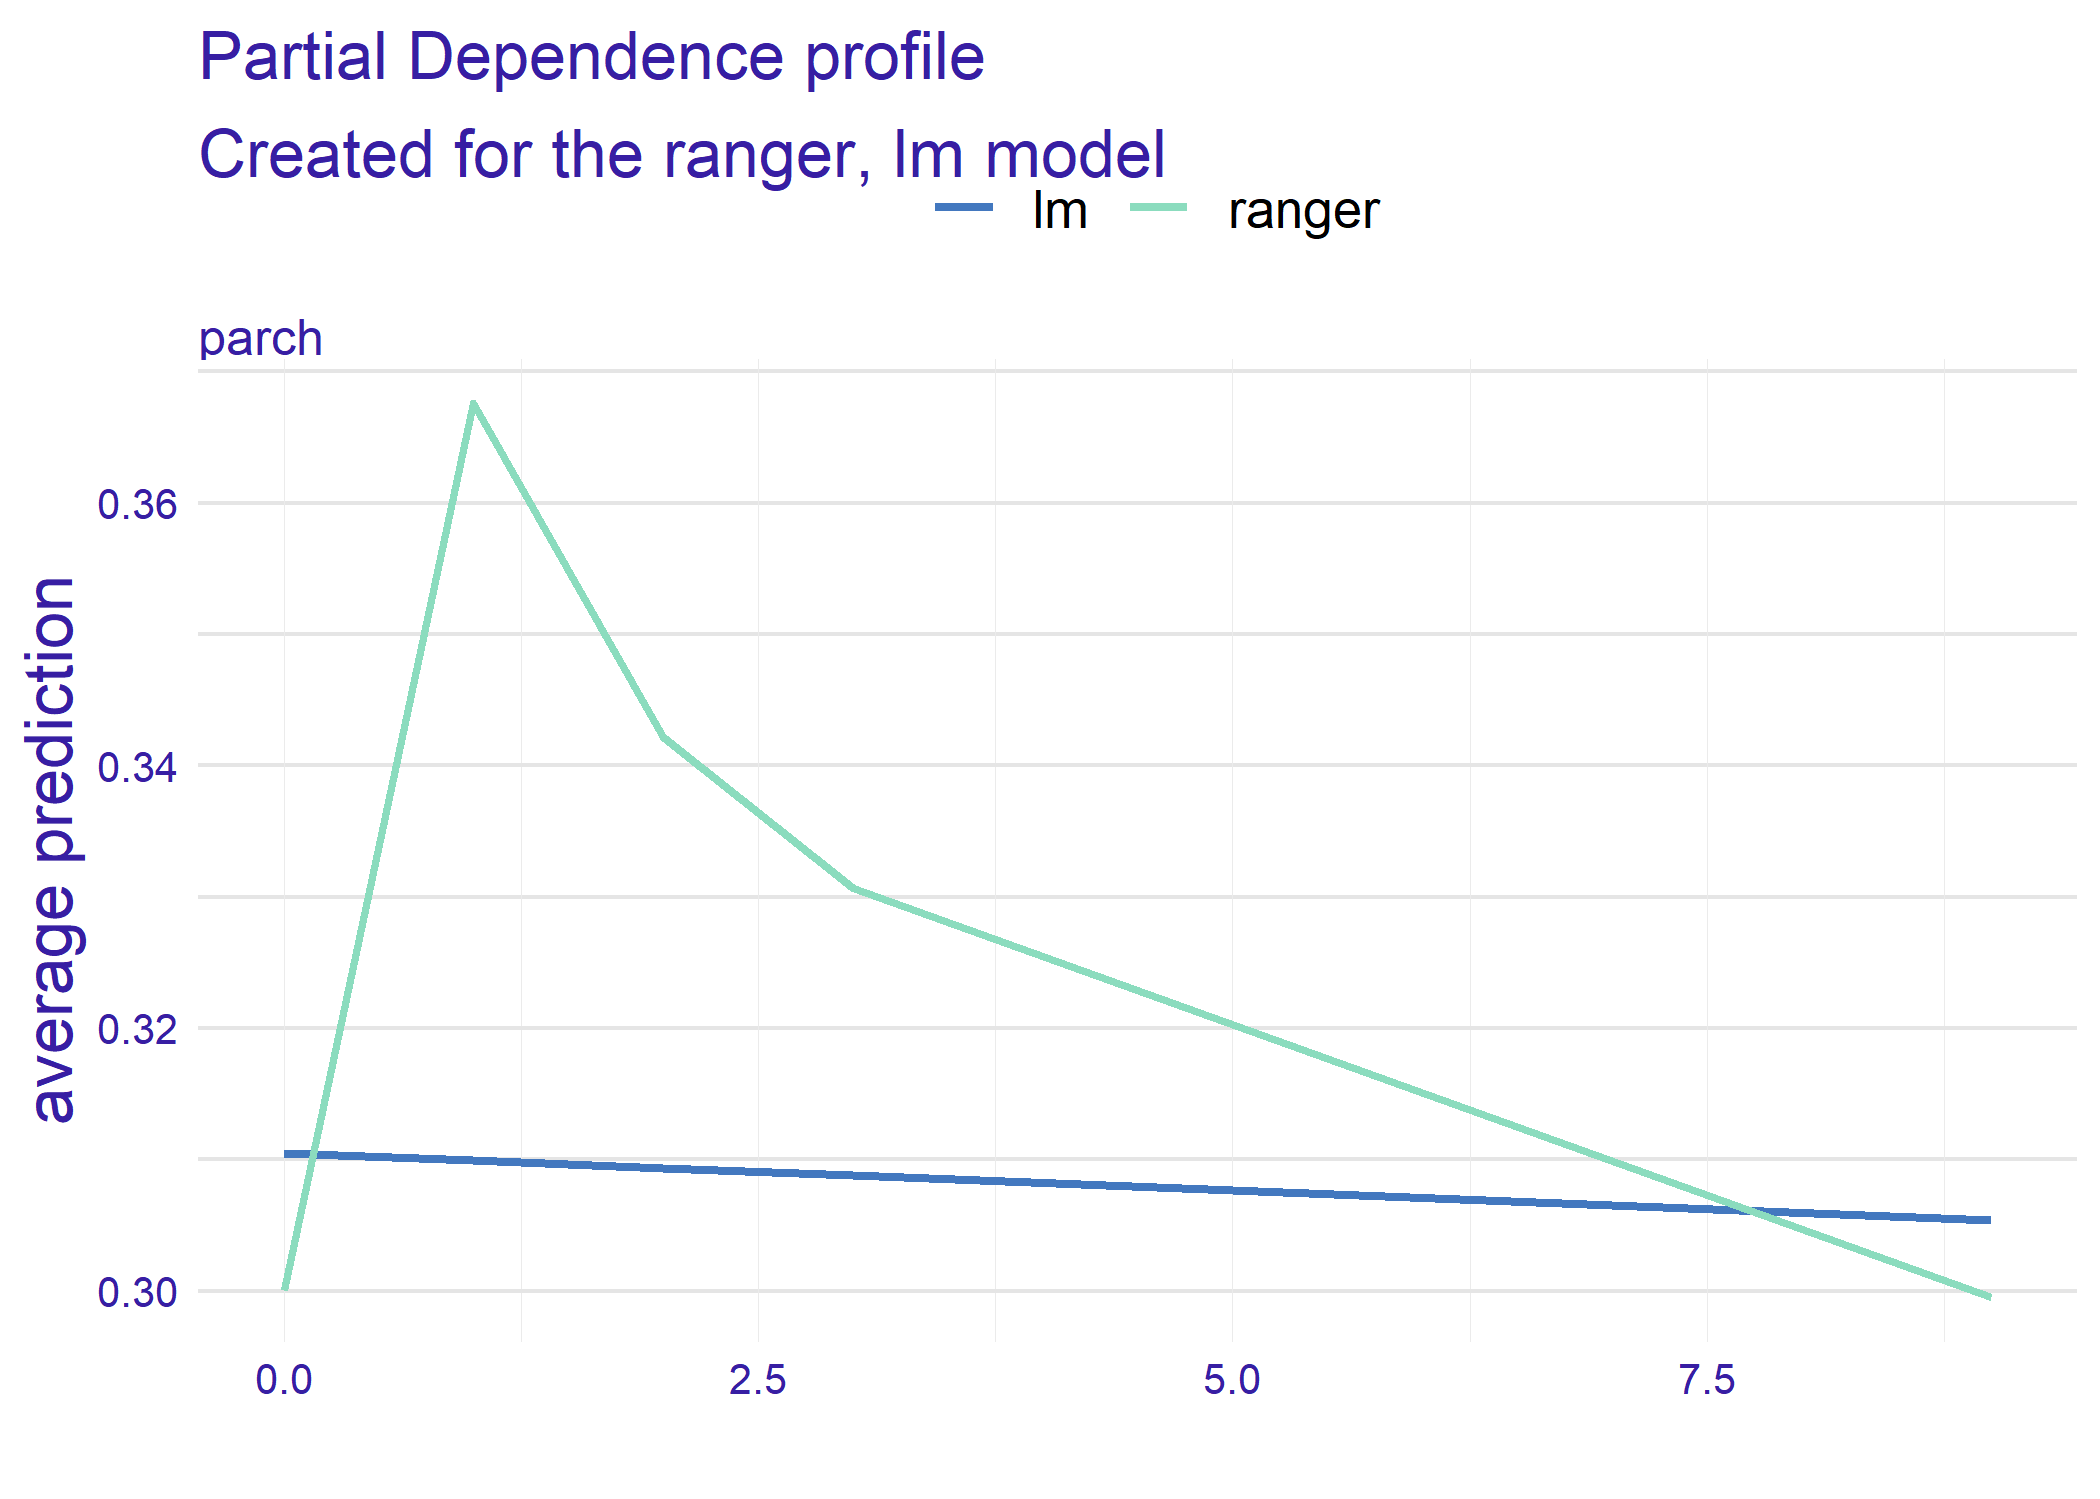 Partial Dependence profile
Created for the ranger, lm model
lm ranger
parch
average prediction
0.36
0.34
0.32
0.30
0.0 2.5 5.0 7.5